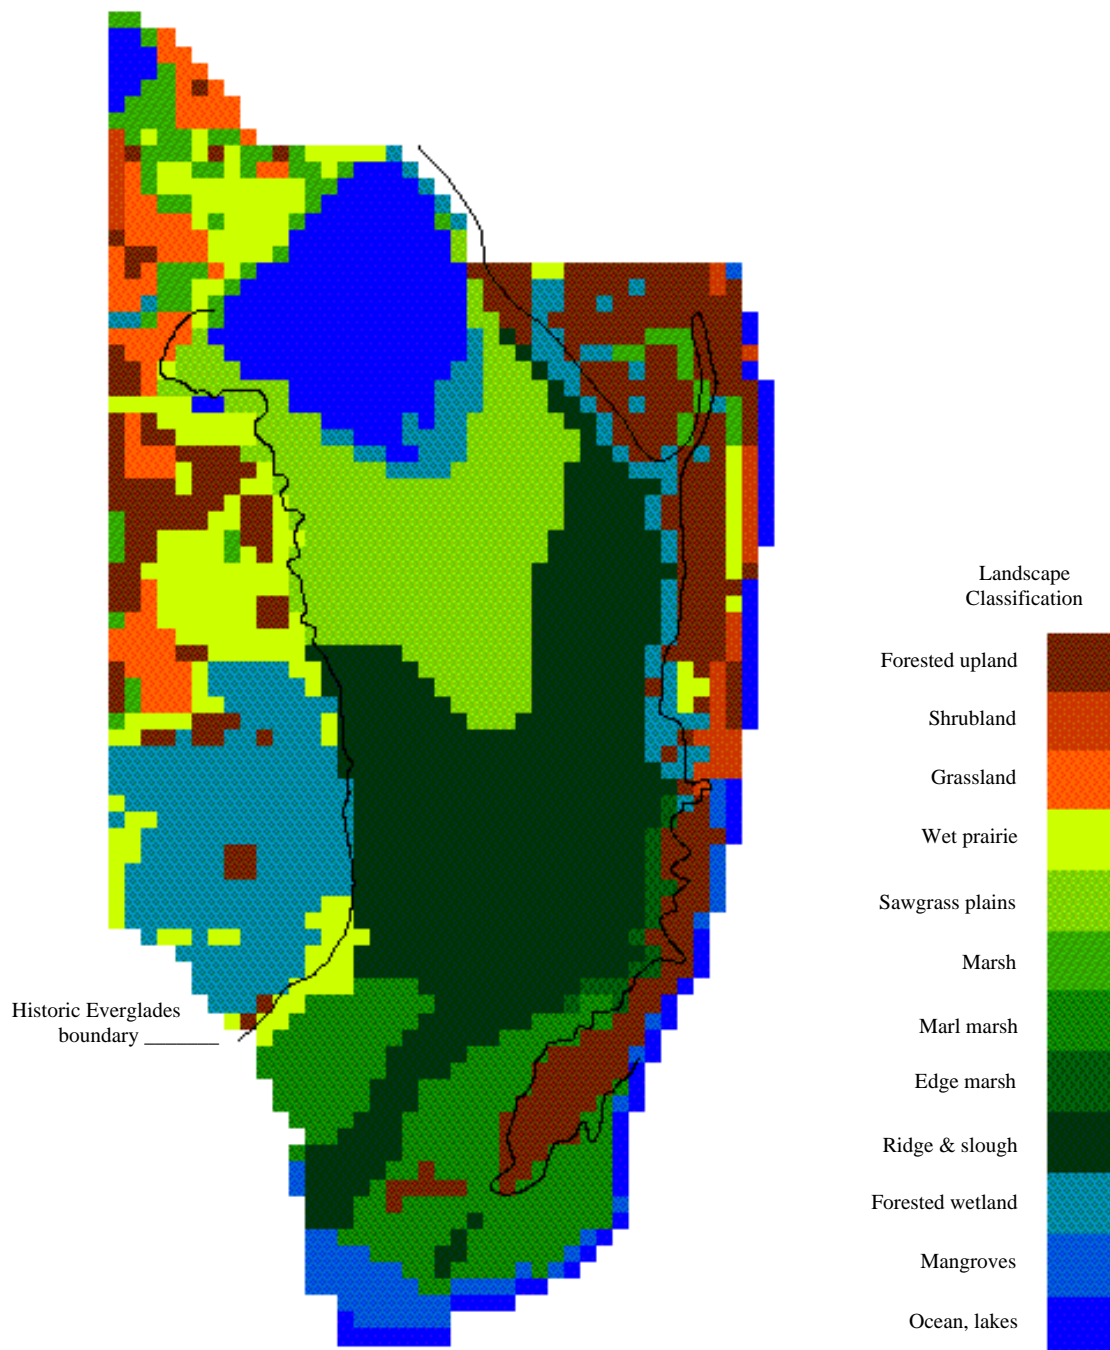 Landscape
Classification
Forested upland
Shrubland
Grassland
Wet prairie
Sawgrass plains
Marsh
Marl marsh
Edge marsh
Ridge & slough
Forested wetland
Mangroves
Ocean, lakes
Historic Everglades
boundary _______